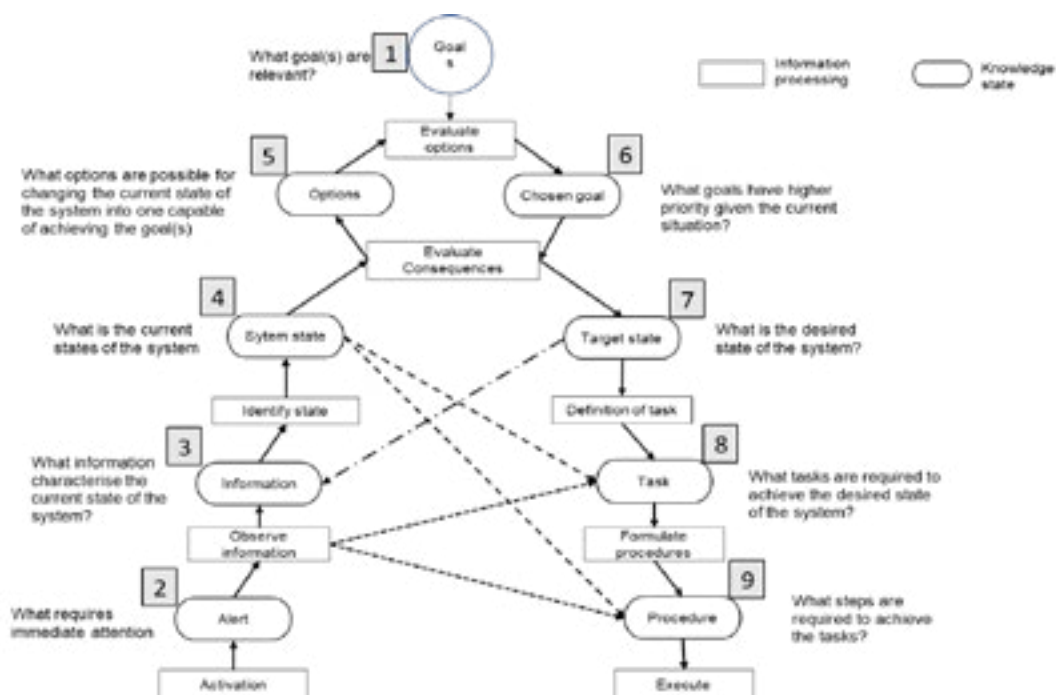 1
Goal
s
What goal(s) are
relevant?
Information
processing
Knowledge
state
Evaluate
options
5
6
What options are possible for
changing the current state of
the system into one capable
of achieving the goal(s)
Options
Chosen goal
What goals have higher
priority given the current
situation?
Evaluate
Consequences
4
7
What is the current
states of the system
Sytem state
Target state
What is the desired
state of the system?
Identify state
Definition of task
3
8
What information
characterise the
current state of the
system?
Information
Task
What tasks are required to
achieve the desired state
of the system?
Observe
information
Formulate
procedures
2
9
What requires
immediate attention
Alert
Procedure
What steps are
required to achieve
the tasks?
Activation
Execute